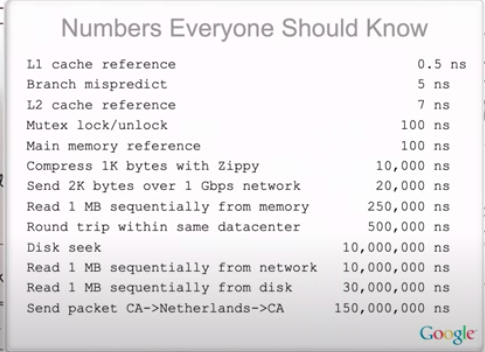 Numbers Everyone Should Know
L1 cache reference 0.5 ns
Branch mispredict 5 ns
L2 cache reference 7 ns
Mutex lock/unlock 100 ns
Main memory reference 100 ns
Compress 1K bytes with Zippy 10,000 ns
Send 2K bytes over 1 Gbps network 20,000 ns
Read 1 MB sequentially from memory 250,000 ns
Round trip within same datacenter 500,000 ns
Disk seek 10,000,000 ns
Read 1 MB sequentially from network 10,000,000 ns
Read 1 MB sequentially from disk 30,000,000 ns
Send packet CA->Netherlands->CA 150,000,000 ns
Google